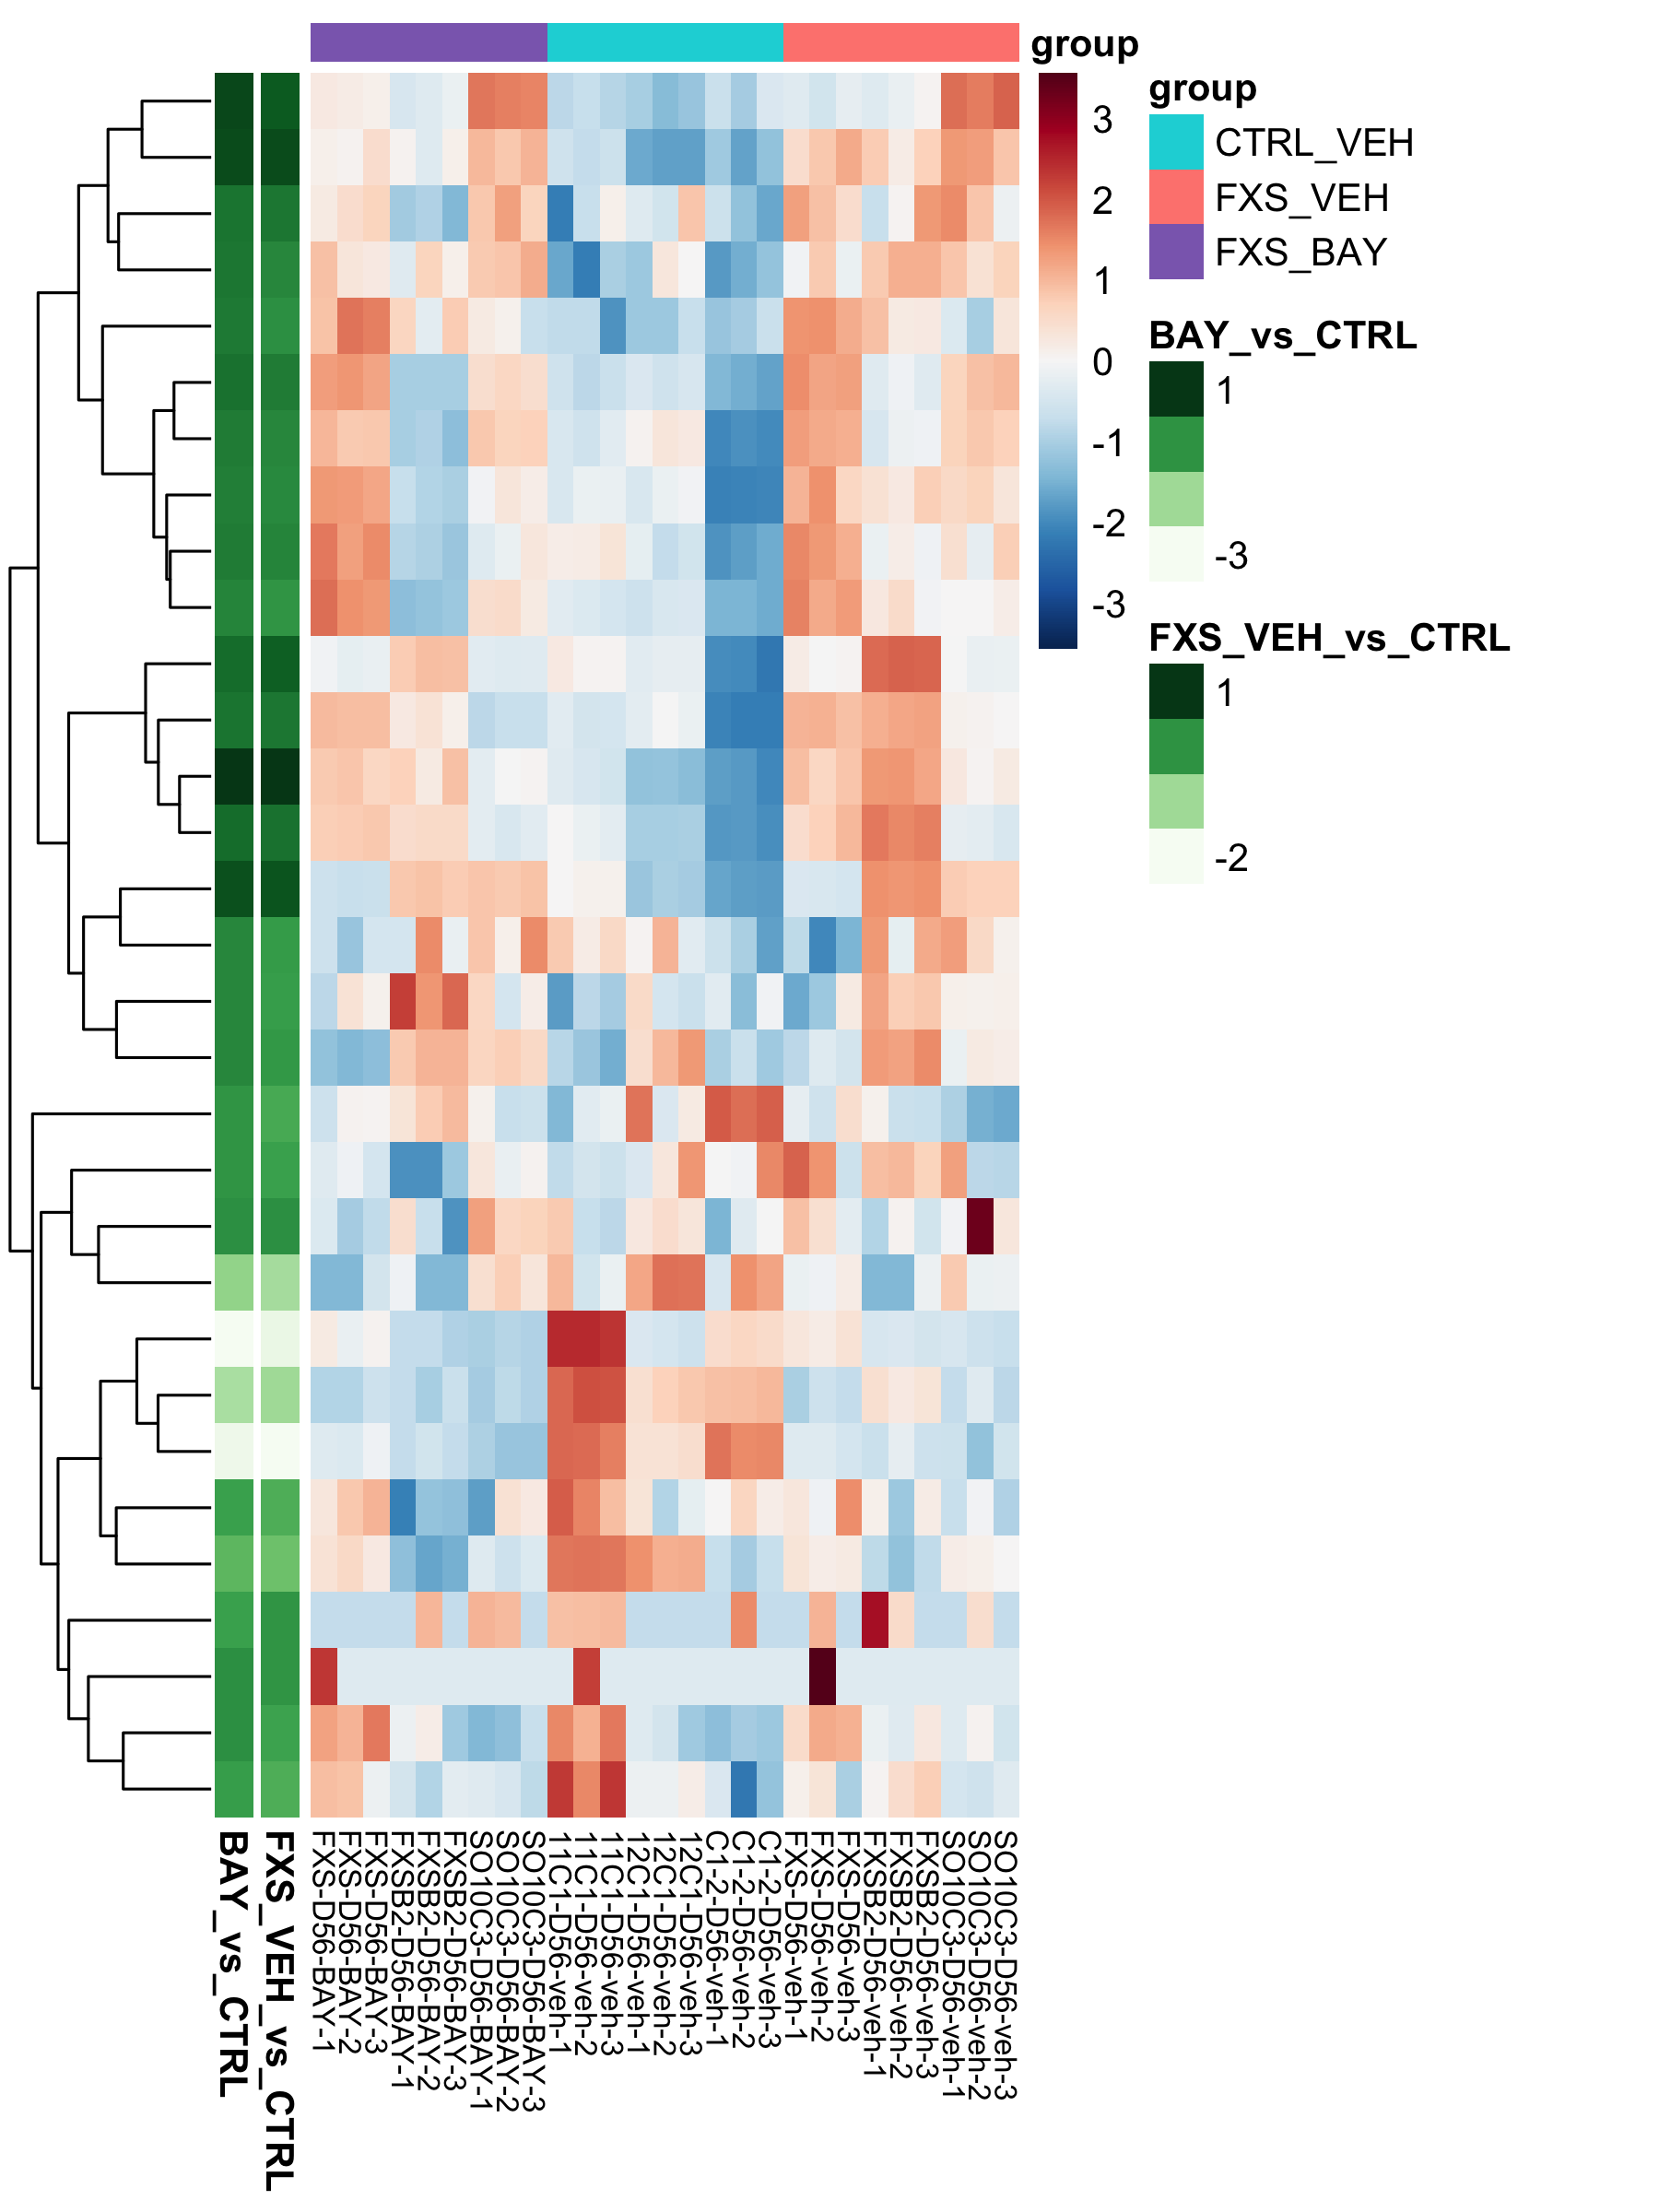 group
3
2
1
0
-1
-2
-3
group
CTRL_VEH
FXS_VEH
FXS_BAY
BAY_vs_CTRL
1
-3
FXS_VEH_vs_CTRL
1
-2
BAY_vs_CTRL
FXS_VEH_vs_CTRL
FXS-D56-BAY-1
FXS-D56-BAY-2
FXS-D56-BAY-3
FXSB2-D56-BAY-1
FXSB2-D56-BAY-2
FXSB2-D56-BAY-3
SO10C3-D56-BAY-1
SO10C3-D56-BAY-2
SO10C3-D56-BAY-3
11C1-D56-veh-1
11C1-D56-veh-2
11C1-D56-veh-3
12C1-D56-veh-1
12C1-D56-veh-2
12C1-D56-veh-3
C1-2-D56-veh-1
C1-2-D56-veh-2
C1-2-D56-veh-3
FXS-D56-veh-1
FXS-D56-veh-2
FXS-D56-veh-3
FXSB2-D56-veh-1
FXSB2-D56-veh-2
FXSB2-D56-veh-3
SO10C3-D56-veh-1
SO10C3-D56-veh-2
SO10C3-D56-veh-3